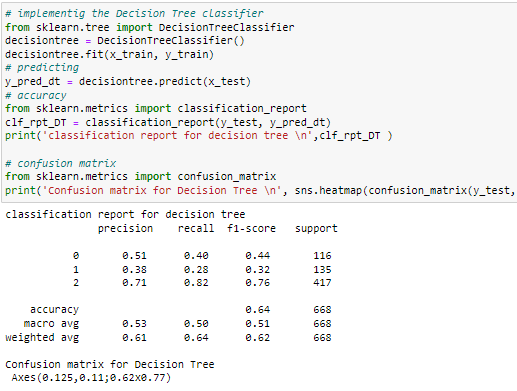 # implementig the Decision Tree classifier
from sklearn.tree import DecisionTreeClassifier
decisiontree = DecisionTreeClassifier()
decisiontree.fit(x_train, y_train)
# predicting
y_pred_dt = decisiontree.predict(x_test)
# accuracy
from sklearn.metrics import classification_report
clf_rpt_DT = classification_report(y_test, y_pred_dt)
print('classification report for decision tree \n',clf_rpt_DT )
# confusion matrix
from sklearn.metrics import confusion_matrix
print('Confusion matrix for Decision Tree \n', sns.heatmap(confusion_matrix(y_test,
classification report for decision tree
precision recall f1-score support
0 0.51 0.40 0.44 116
1 0.38 0.28 0.32 135
2 0.71 0.82 0.76 417
accuracy 0.64 668
macro avg 0.53 0.50 0.51 668
weighted avg 0.61 0.64 0.62 668
Confusion matrix for Decision Tree
Axes(0.125,0.11;0.62x0.77)